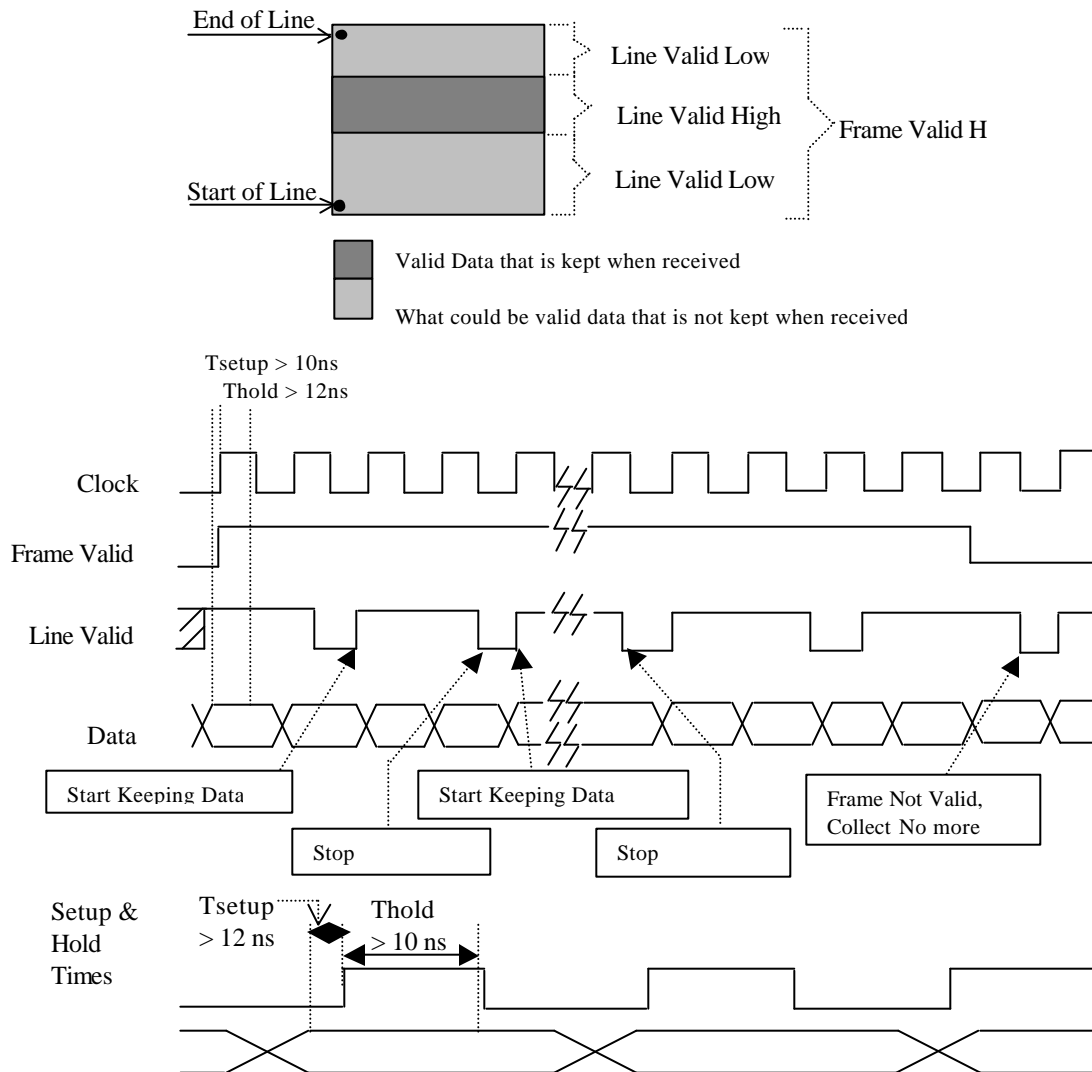 End of Line
Line Valid Low
Line Valid High
Frame Valid H
Line Valid Low
Start of Line
Valid Data that is kept when received
What could be valid data that is not kept when received
Tsetup > 10ns
Thold > 12ns
Clock
Frame Valid
Line Valid
Data
Start Keeping Data
Start Keeping Data
Frame Not Valid,
Collect No more
Stop
Stop
Setup &
Hold
Times
Tsetup
> 12 ns
Thold
> 10 ns